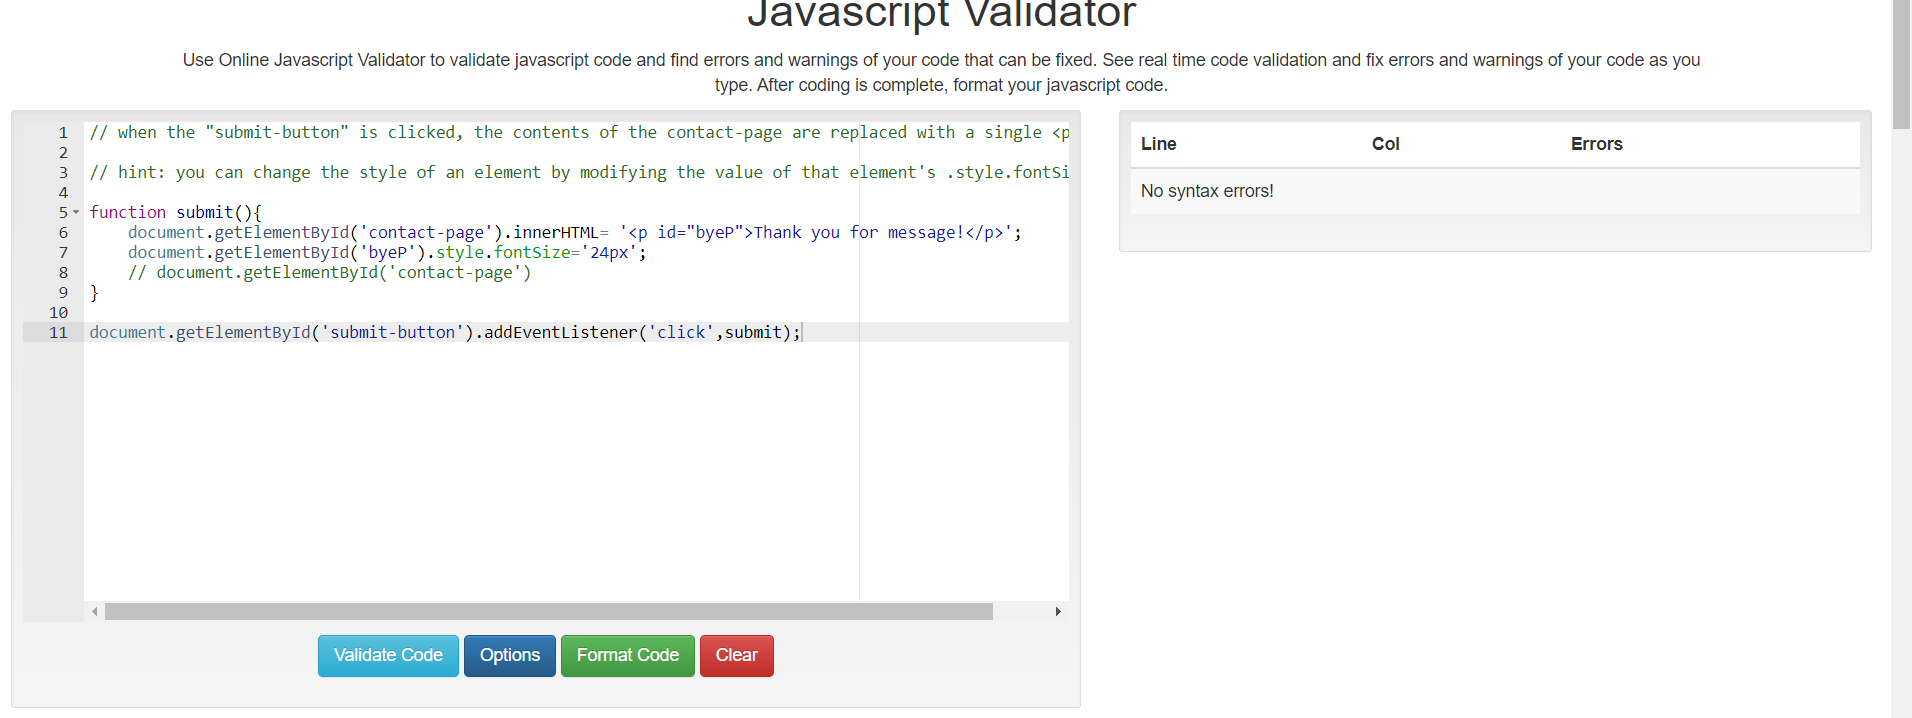 Javascript Validator
Use Online Javascript Validator to validate javascript code and find errors and warnings of your code that can be fixed. See real time code validation and fix errors and warnings of your code as you
type. After coding is complete, format your javascript code.
1 // when the "submit-button" is clicked, the contents of the contact-page are replaced with a single <p
2
3 // hint: you can change the style of an element by modifying the value of that element's .style.fontSi
4
5 function submit(){
6     document.getElementById('contact-page').innerHTML= '<p id="byeP">Thank you for message!</p>';
7     document.getElementById('byeP').style.fontSize='24px';
8     // document.getElementById('contact-page')
9 }
10
11 document.getElementById('submit-button').addEventListener('click',submit);
Validate Code Options Format Code Clear
Line Col Errors
No syntax errors!